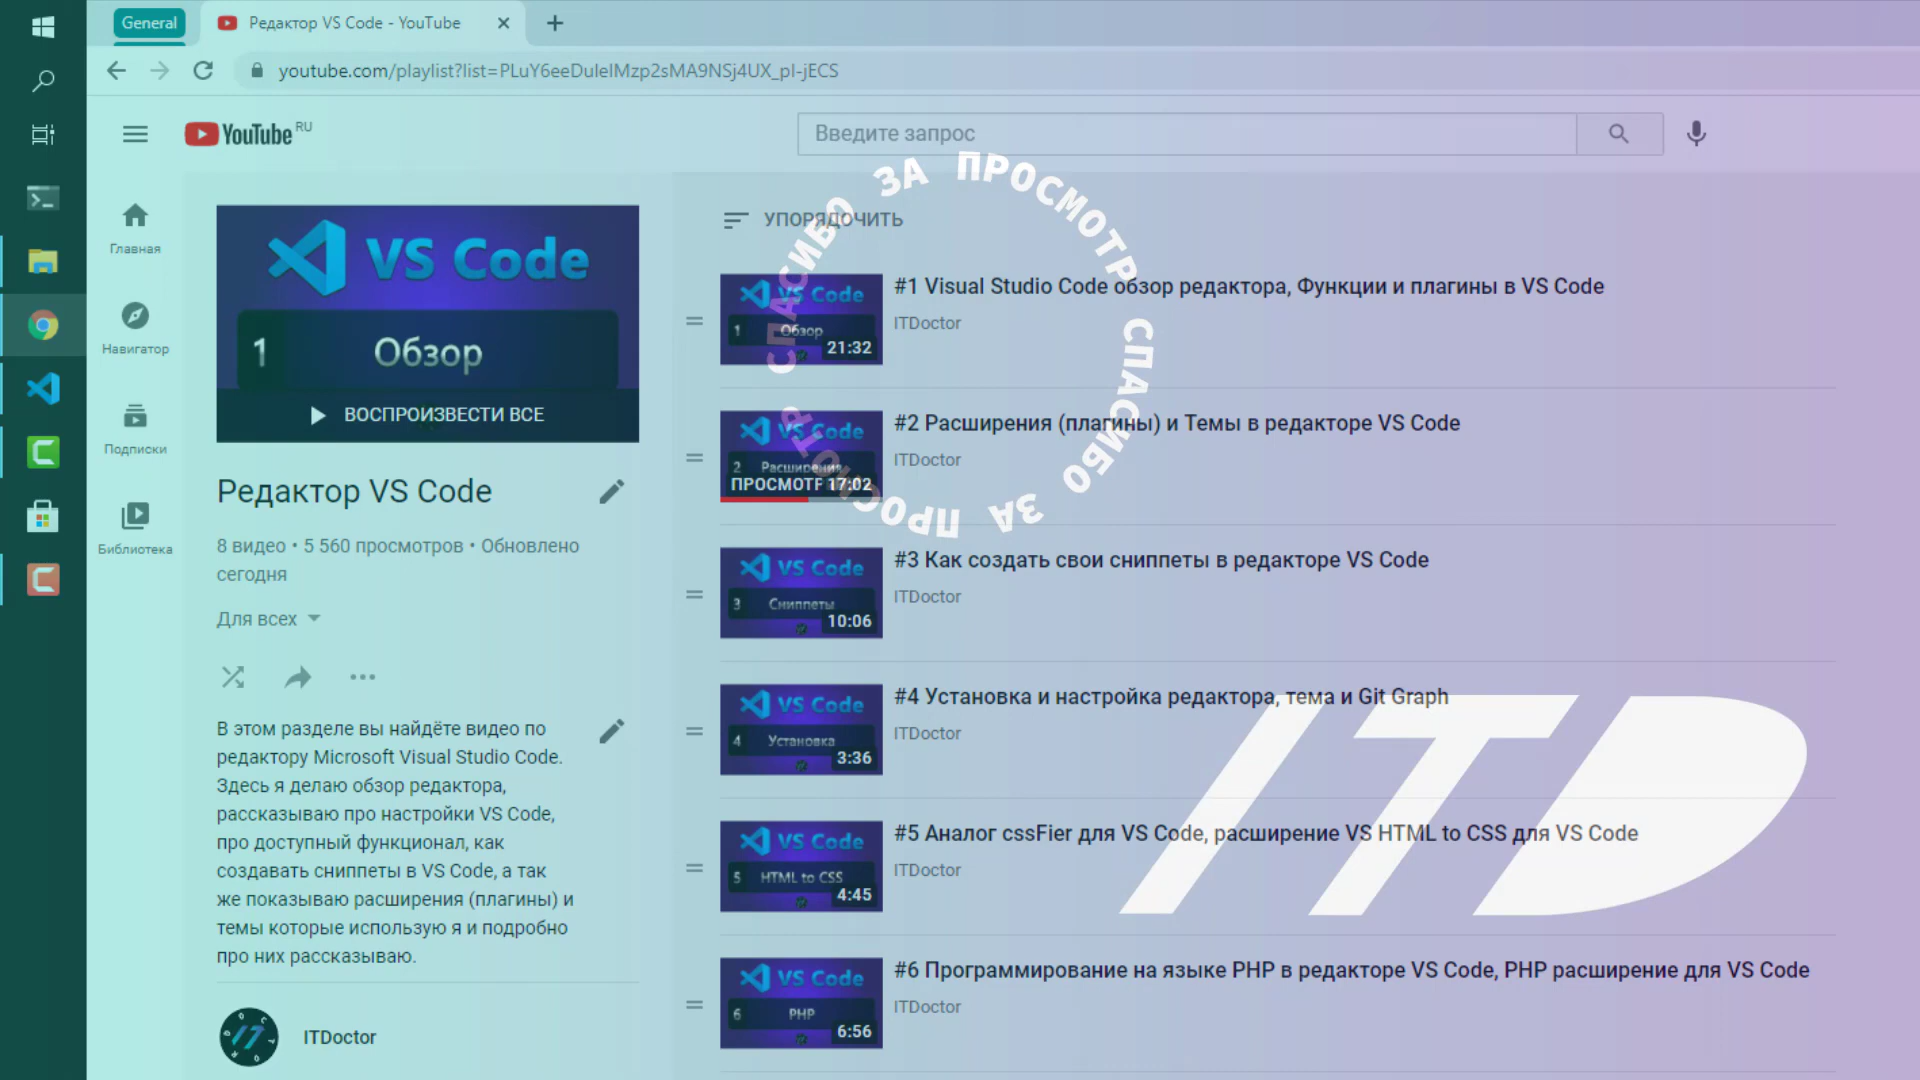 General
Редактор VS Code - YouTube
youtube.com/playlist?list=PLuY6eeDuleIMzp2sMA9NSj4UX_pI-jECS
YouTube RU
Введите запрос
Главная
Навигатор
Подписки
Библиотека
VS Code
1 Обзор
ВОСПРОИЗВЕСТИ ВСЕ
Редактор VS Code
8 видео • 5 560 просмотров • Обновлено
сегодня
Для всех
В этом разделе вы найдёте видео по
редактору Microsoft Visual Studio Code.
Здесь я делаю обзор редактора,
рассказываю про настройки VS Code,
про доступный функционал, как
создавать сниппеты в VS Code, а так
же показываю расширения (плагины) и
темы которые использую я и подробно
про них рассказываю.
ITDoctor
УПОРЯДОЧИТЬ
СПАСИБО ЗА ПРОСМОТР
СПАСИБО ЗА ПРОСМОТР
VS Code
1 Обзор
21:32
#1 Visual Studio Code обзор редактора, Функции и плагины в VS Code
ITDoctor
VS Code
2 Расширения
ПРОСМОТР
17:02
#2 Расширения (плагины) и Темы в редакторе VS Code
ITDoctor
VS Code
3 Сниппеты
10:06
#3 Как создать свои сниппеты в редакторе VS Code
ITDoctor
VS Code
4 Установка
3:36
#4 Установка и настройка редактора, тема и Git Graph
ITDoctor
VS Code
5 HTML to CSS
4:45
#5 Аналог cssFier для VS Code, расширение VS HTML to CSS для VS Code
ITDoctor
VS Code
6 PHP
6:56
#6 Программирование на языке PHP в редакторе VS Code, PHP расширение для VS Code
ITDoctor
ITD